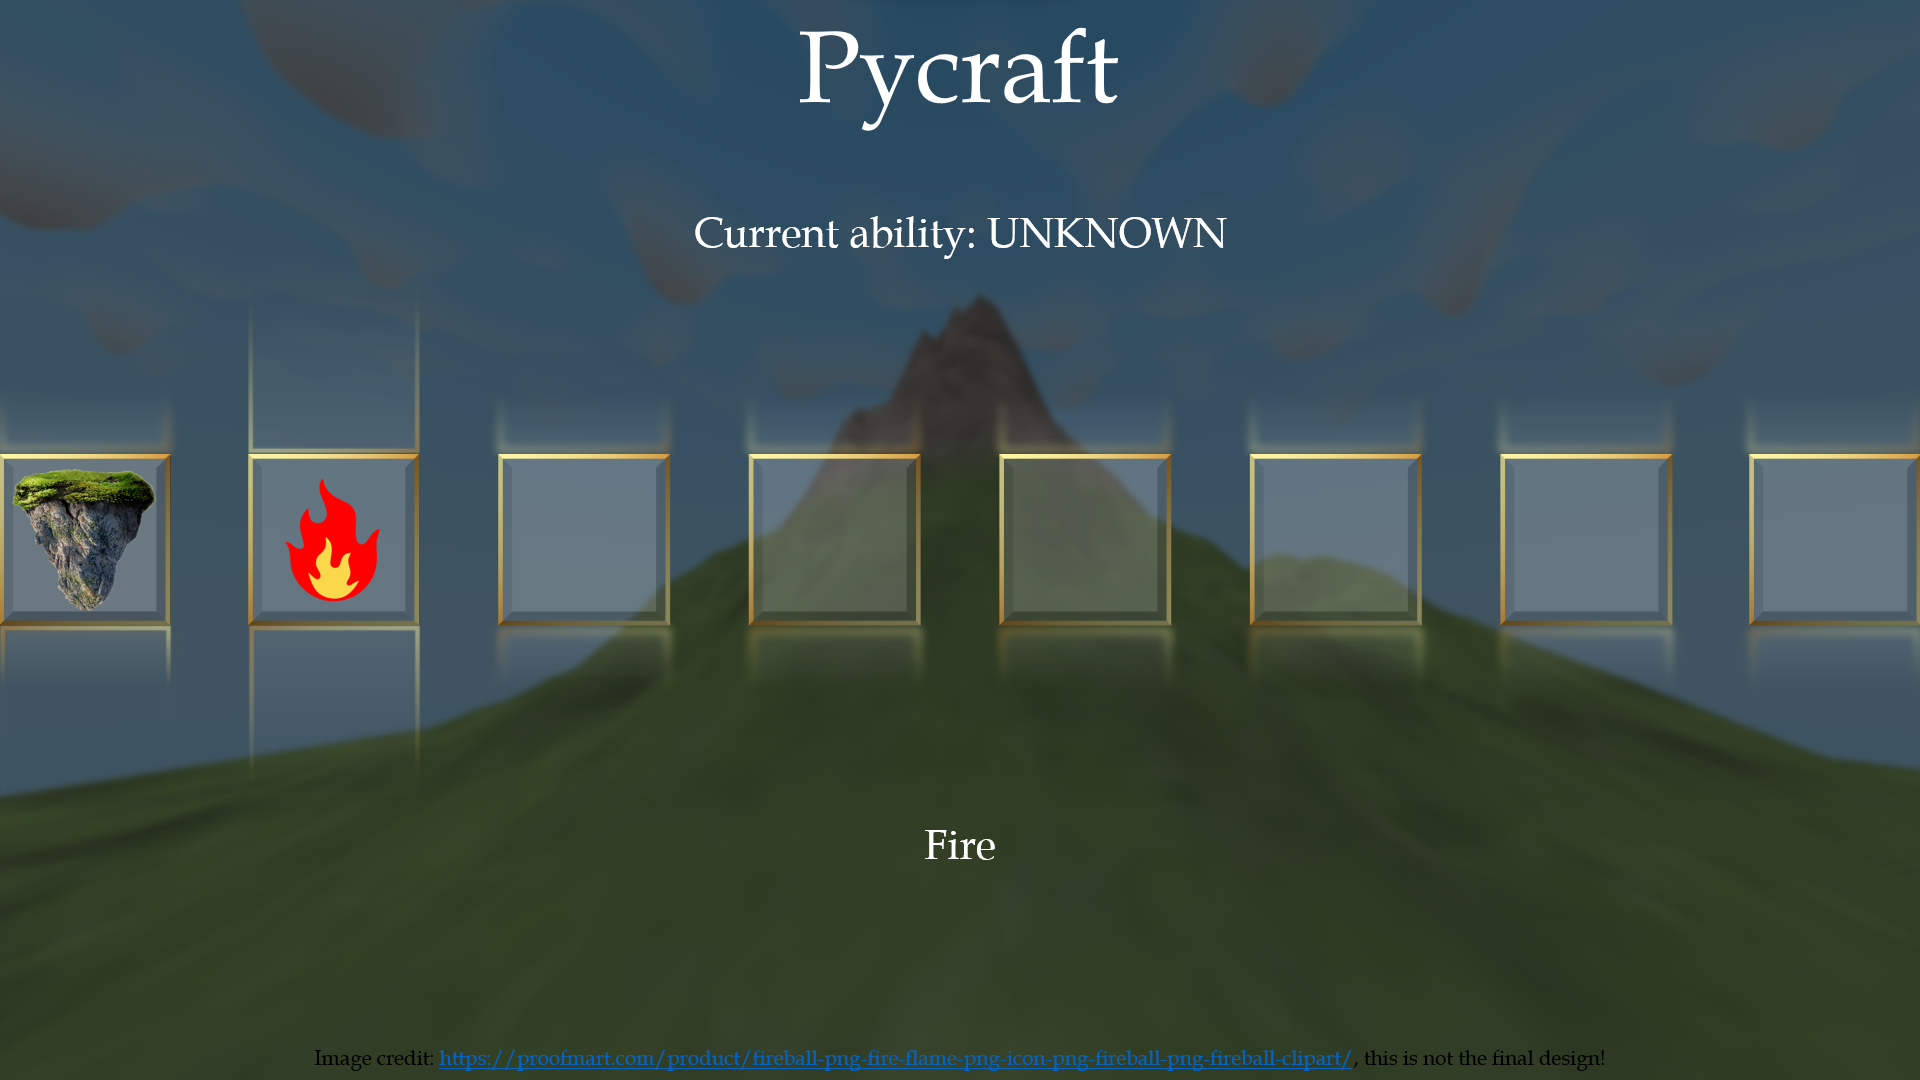 Pycraft
Current ability: UNKNOWN
Fire
Image credit: https://proofmart.com/product/fireball-png-fire-flame-png-icon-png-fireball-png-fireball-clipart/, this is not the final design!